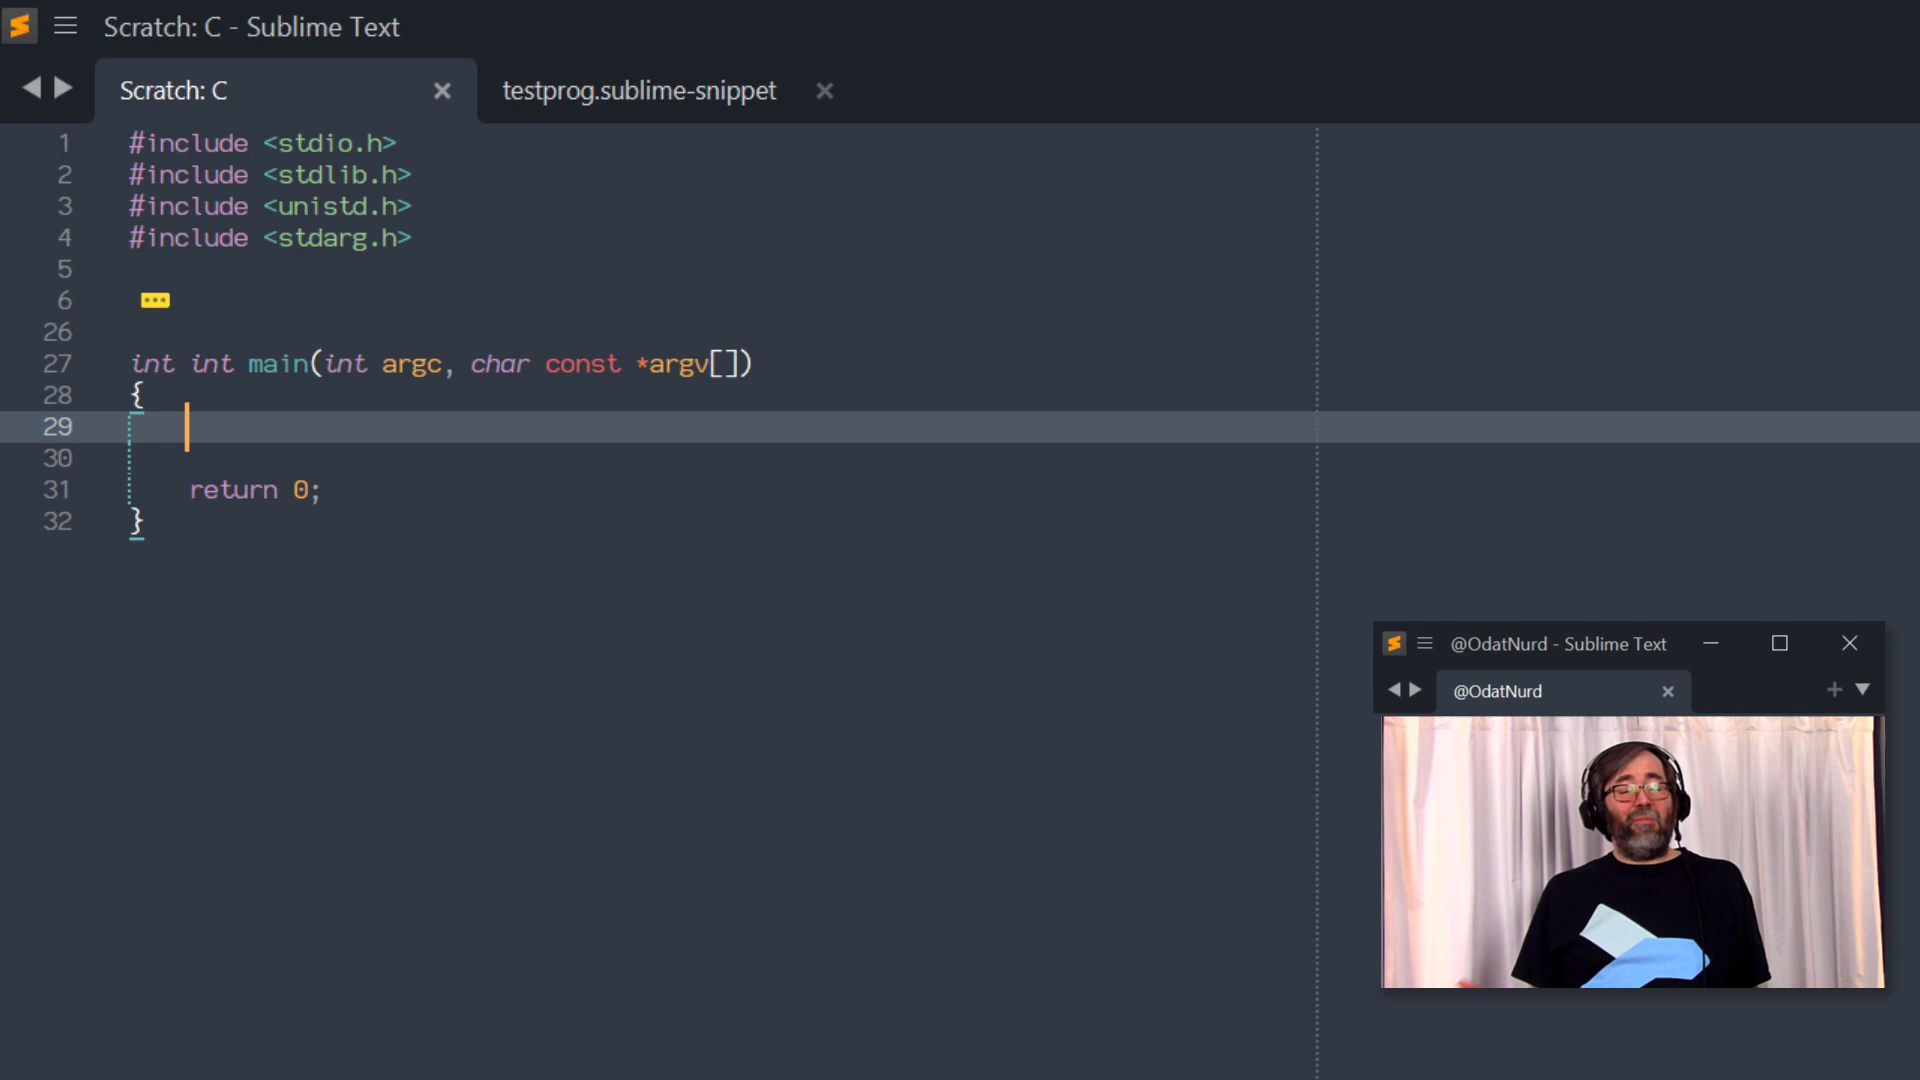 Scratch: C - Sublime Text
Scratch: C
testprog.sublime-snippet
1 #include <stdio.h>
2 #include <stdlib.h>
3 #include <unistd.h>
4 #include <stdarg.h>
5
6
26
27 int int main(int argc, char const *argv[])
28 {
29
30
31 return 0;
32 }
@OdatNurd - Sublime Text
@OdatNurd